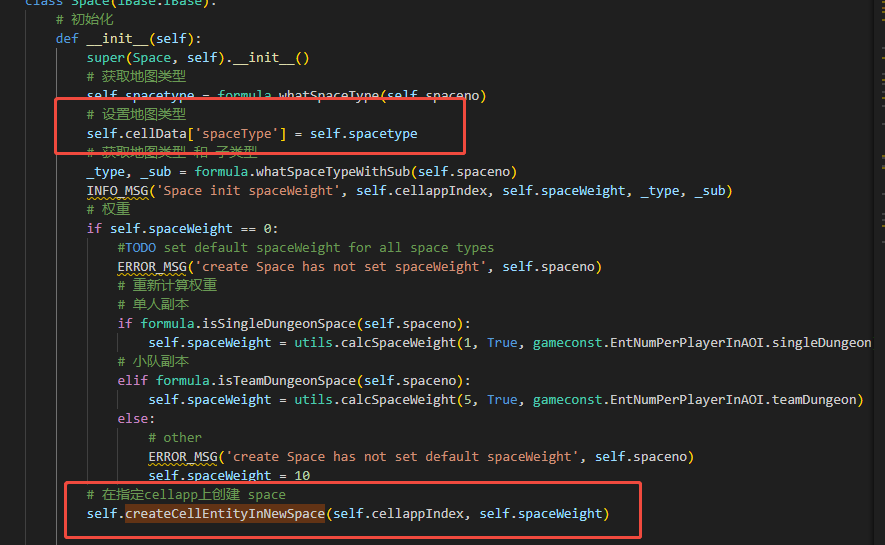 class Space(iBase.iBase):
# 初始化
def __init__(self):
super(Space, self).__init__()
# 获取地图类型
self.spacetype = formula.whatSpaceType(self.spaceno)
# 设置地图类型
self.cellData['spaceType'] = self.spacetype
# 获取地图类型 和 子类型
_type, _sub = formula.whatSpaceTypeWithSub(self.spaceno)
INFO_MSG('Space init spaceWeight', self.cellappIndex, self.spaceWeight, _type, _sub)
# 权重
if self.spaceWeight == 0:
#TODO set default spaceWeight for all space types
ERROR_MSG('create Space has not set spaceWeight', self.spaceno)
# 重新计算权重
# 单人副本
if formula.isSingleDungeonSpace(self.spaceno):
self.spaceWeight = utils.calcSpaceWeight(1, True, gameconst.EntNumPerPlayerInAOI.singleDungeon
# 小队副本
elif formula.isTeamDungeonSpace(self.spaceno):
self.spaceWeight = utils.calcSpaceWeight(5, True, gameconst.EntNumPerPlayerInAOI.teamDungeon)
else:
# other
ERROR_MSG('create Space has not set default spaceWeight', self.spaceno)
self.spaceWeight = 10
# 在指定cellapp上创建 space
self.createCellEntityInNewSpace(self.cellappIndex, self.spaceWeight)